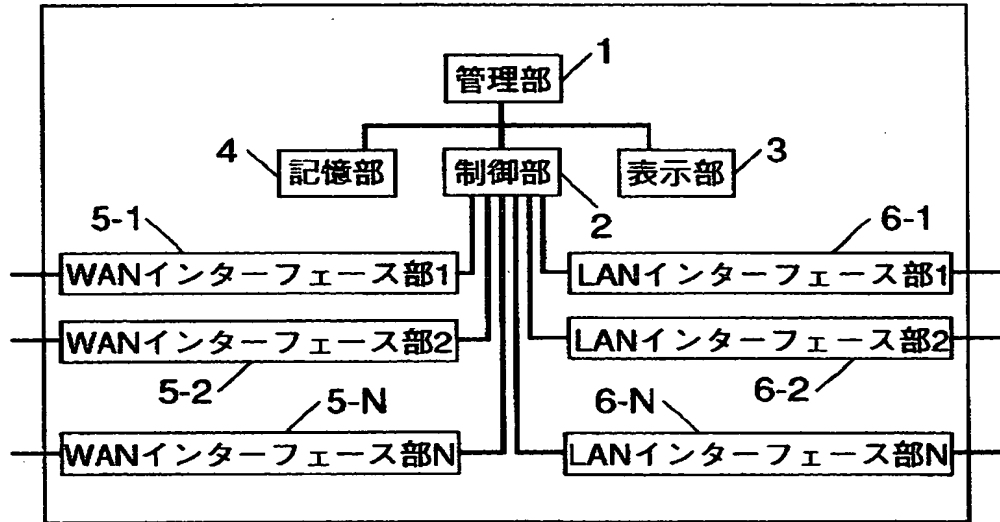 1
管理部
4
記憶部
制御部
表示部
3
2
5-1
6-1
WANインターフェース部1
LANインターフェース部1
WANインターフェース部2
LANインターフェース部2
5-2
6-2
5-N
6-N
WANインターフェース部N
LANインターフェース部N